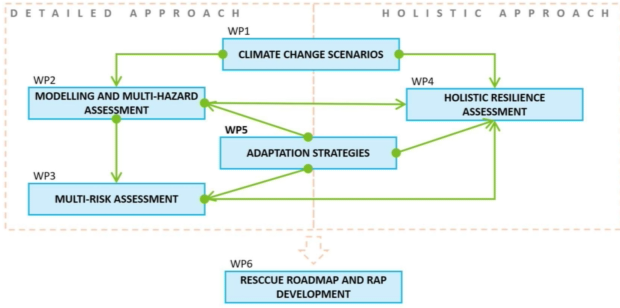 DETAILED APPROACH
HOLISTIC APPROACH
WP1
CLIMATE CHANGE SCENARIOS
WP2
MODELLING AND MULTI-HAZARD
ASSESSMENT
WP4
HOLISTIC RESILIENCE
ASSESSMENT
WP5
ADAPTATION STRATEGIES
WP3
MULTI-RISK ASSESSMENT
WP6
RESCCUE ROADMAP AND RAP
DEVELOPMENT